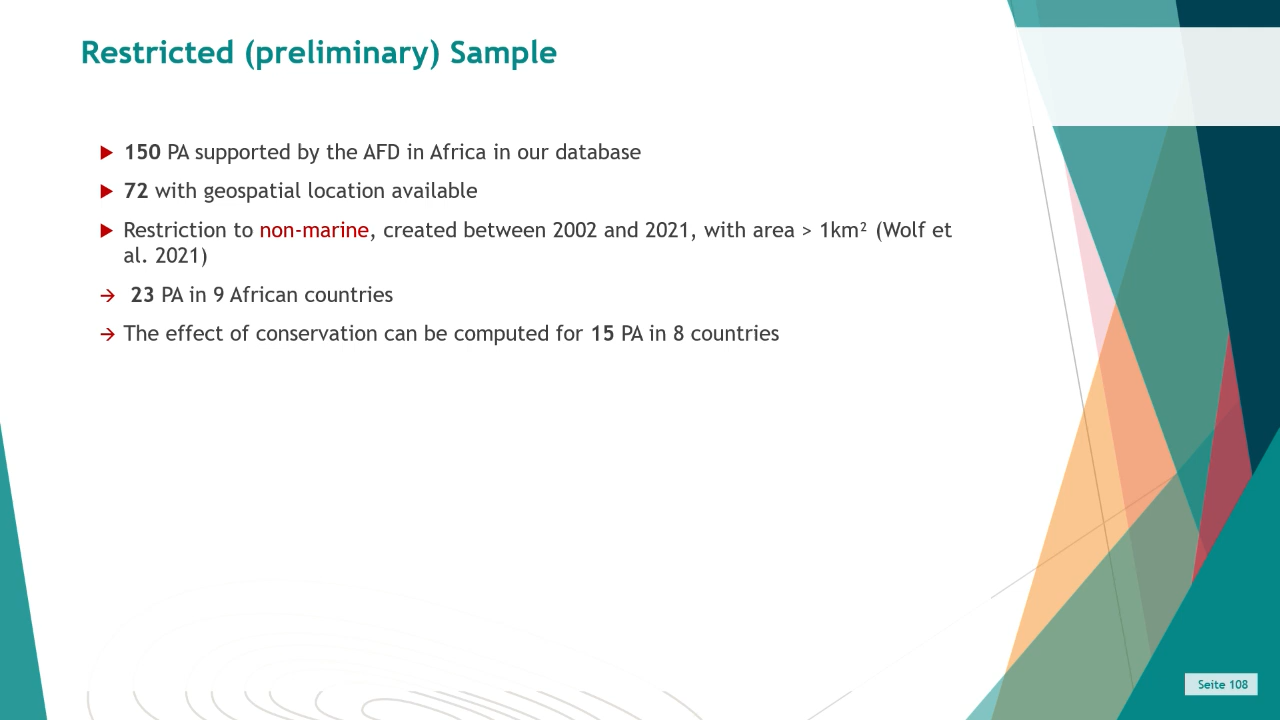 Restricted (preliminary) Sample
150 PA supported by the AFD in Africa in our database
72 with geospatial location available
Restriction to non-marine, created between 2002 and 2021, with area > 1km² (Wolf et
al. 2021)
→ 23 PA in 9 African countries
→ The effect of conservation can be computed for 15 PA in 8 countries
Seite 108